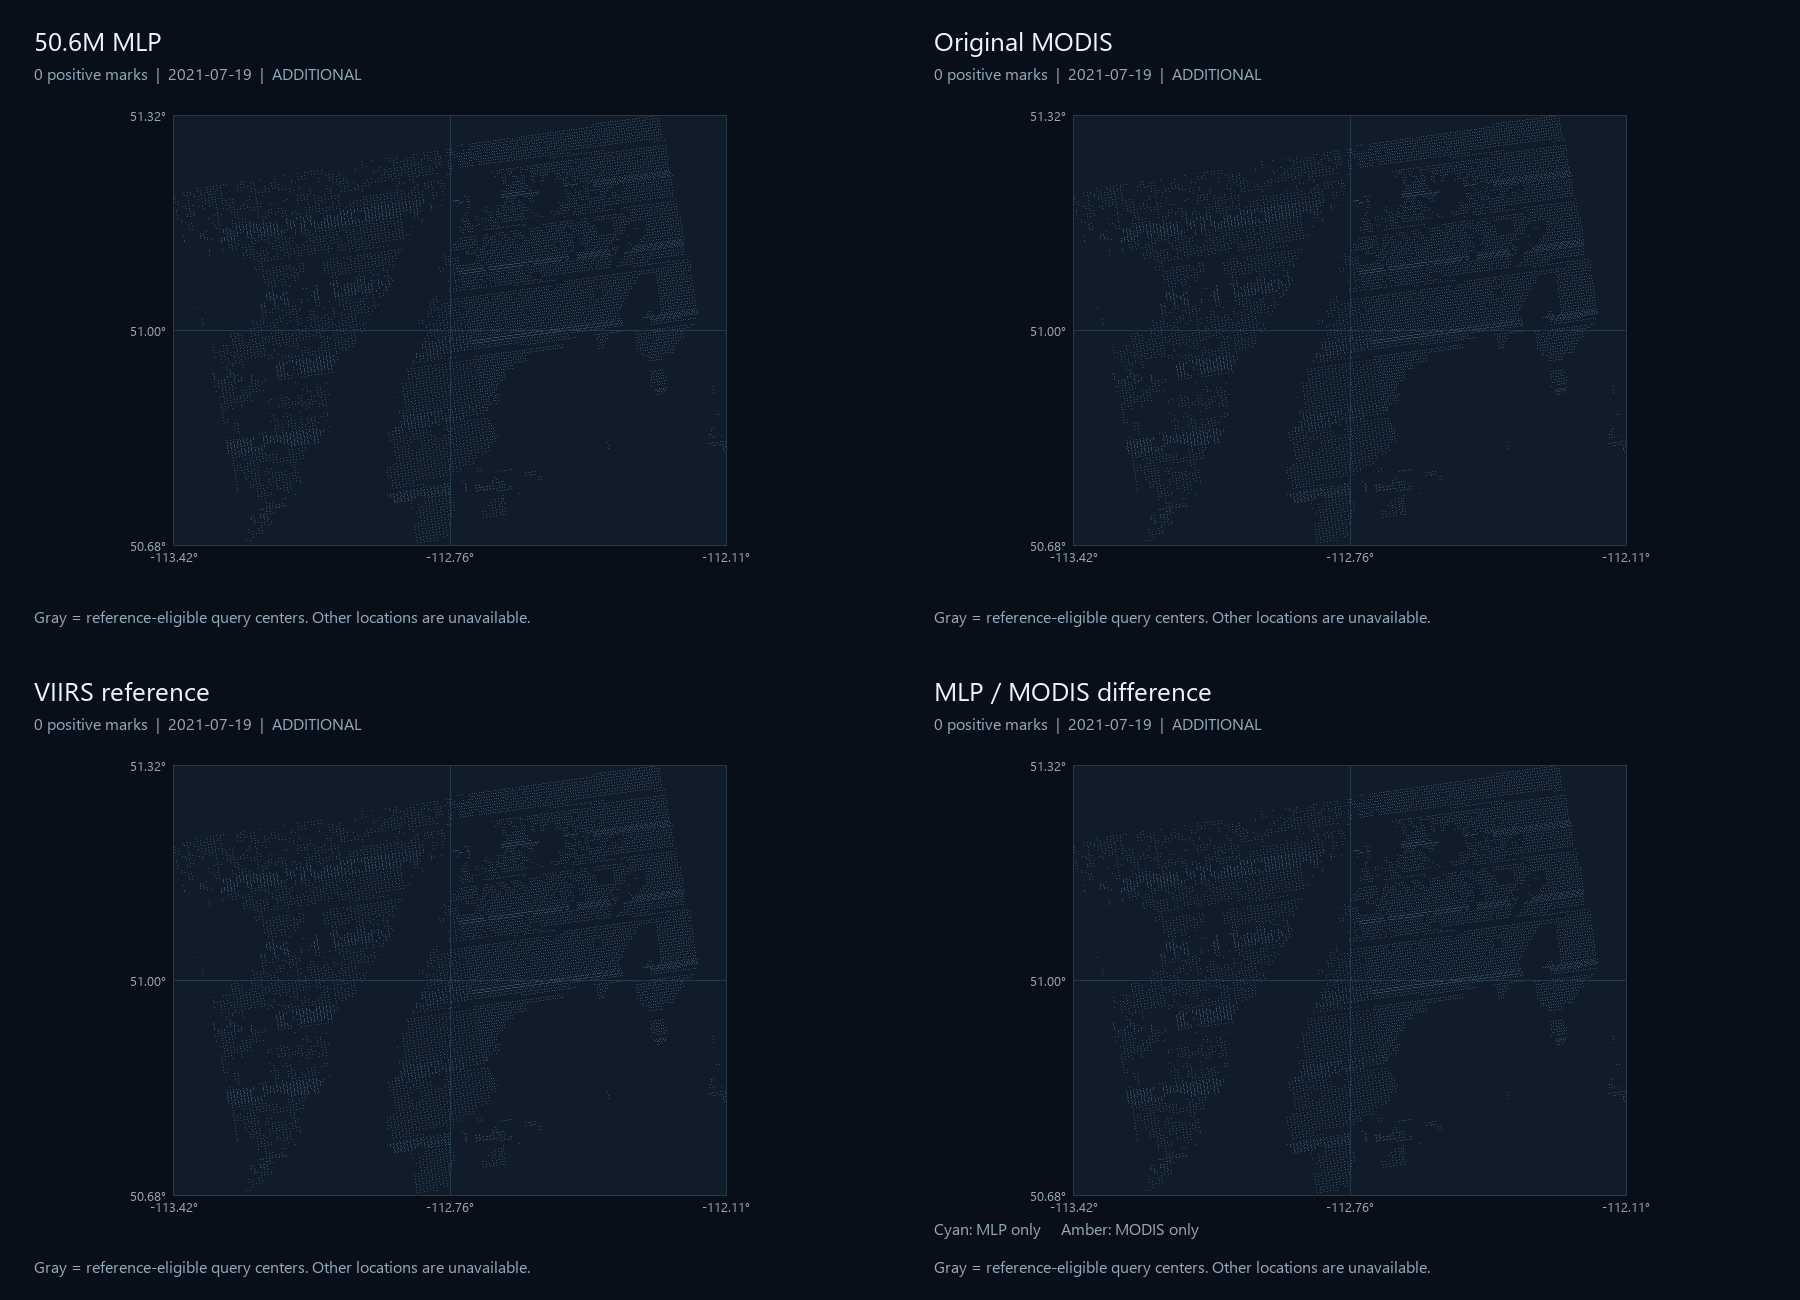 50.6M MLP
0 positive marks | 2021-07-19 | ADDITIONAL
51.32°
51.00°
50.68°
-113.42°
-112.76°
-112.11°
Gray = reference-eligible query centers. Other locations are unavailable.
Original MODIS
0 positive marks | 2021-07-19 | ADDITIONAL
51.32°
51.00°
50.68°
-113.42°
-112.76°
-112.11°
Gray = reference-eligible query centers. Other locations are unavailable.
VIIRS reference
0 positive marks | 2021-07-19 | ADDITIONAL
51.32°
51.00°
50.68°
-113.42°
-112.76°
-112.11°
Gray = reference-eligible query centers. Other locations are unavailable.
MLP / MODIS difference
0 positive marks | 2021-07-19 | ADDITIONAL
51.32°
51.00°
50.68°
-113.42°
-112.76°
-112.11°
Cyan: MLP only Amber: MODIS only
Gray = reference-eligible query centers. Other locations are unavailable.